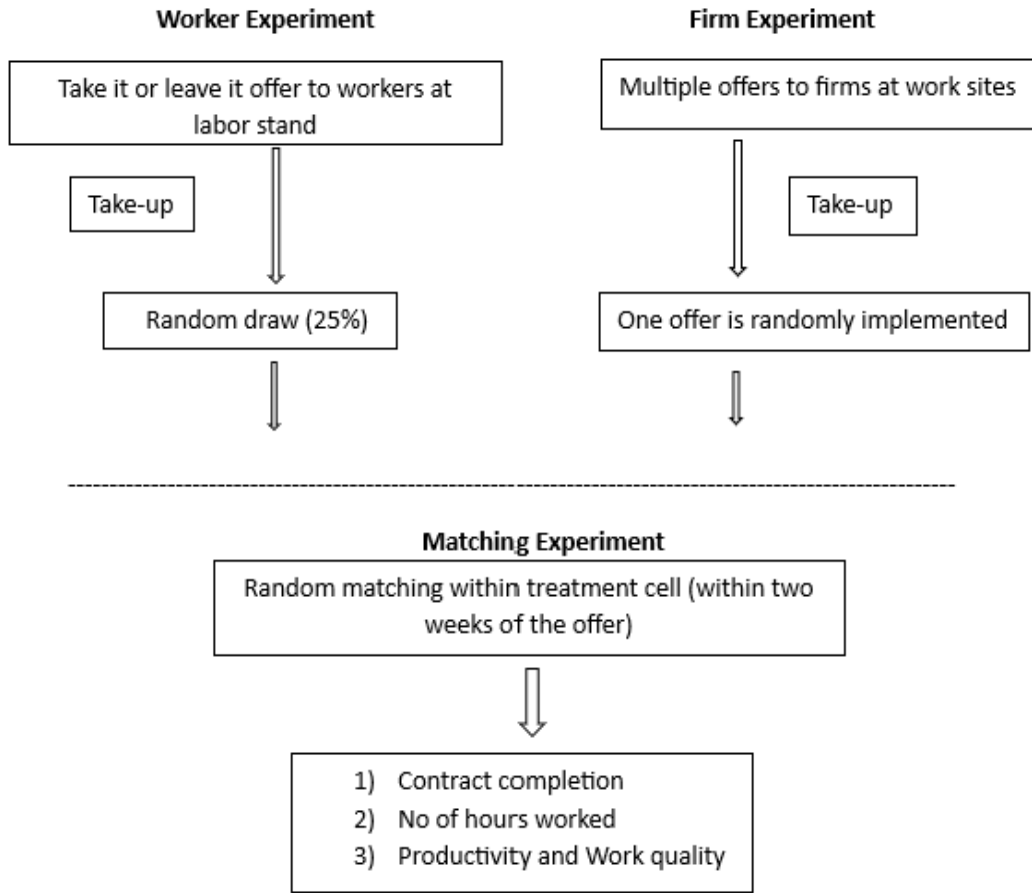 Worker Experiment
Take it or leave it offer to workers at
labor stand
Take-up
Random draw (25%)
Firm Experiment
Multiple offers to firms at work sites
Take-up
One offer is randomly implemented
Matching Experiment
Random matching within treatment cell (within two
weeks of the offer)
1) Contract completion
2) No of hours worked
3) Productivity and Work quality